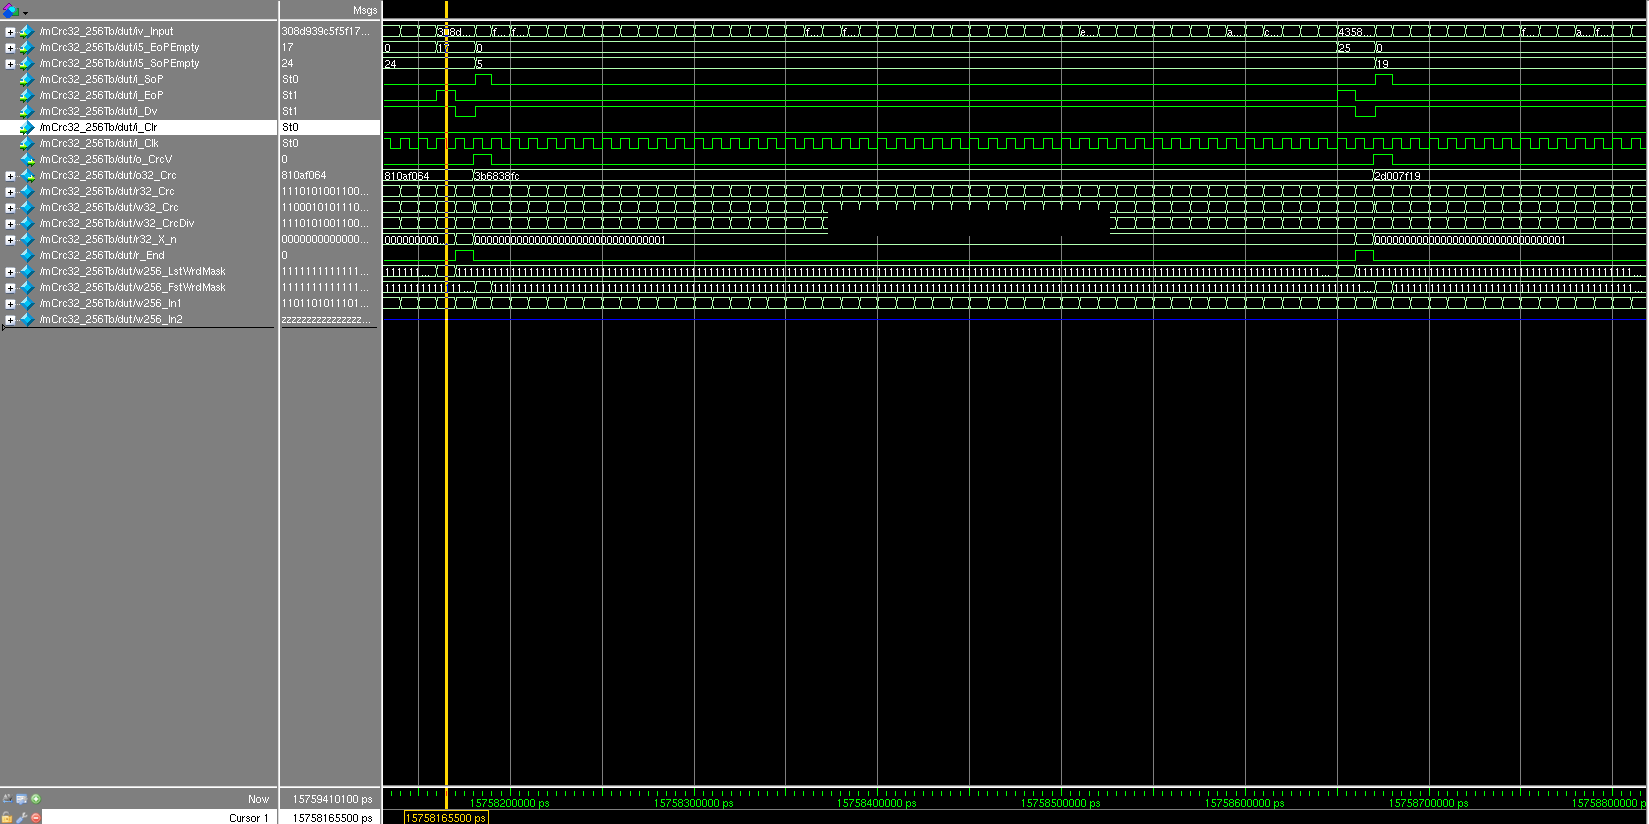 Msgs
/mCrc32_256Tb/dut/iv_Input 308d939c5f5f17... 308d... f... f... f... f... e... a... c... 4358... f... a... f...
/mCrc32_256Tb/dut/i5_EoPEmpty 17 0 17 0 25 0
/mCrc32_256Tb/dut/i5_SoPEmpty 24 24 5 19
/mCrc32_256Tb/dut/i_SoP St0
/mCrc32_256Tb/dut/i_EoP St1
/mCrc32_256Tb/dut/i_Dv St1
/mCrc32_256Tb/dut/i_Clr St0
/mCrc32_256Tb/dut/i_Clk St0
/mCrc32_256Tb/dut/o_CrcV 0
/mCrc32_256Tb/dut/o32_Crc 810af064 810af064 3b6838fc 2d007f19
/mCrc32_256Tb/dut/r32_Crc 1110101001100...
/mCrc32_256Tb/dut/w32_Crc 1100010101110...
/mCrc32_256Tb/dut/w32_CrcDiv 1110101001100...
/mCrc32_256Tb/dut/r32_X_n 0000000000000... 000000000... 00000000000000000000000000000001 00000000000000000000000000000001
/mCrc32_256Tb/dut/r_End 0
/mCrc32_256Tb/dut/w256_LstWrdMask 1111111111111...
/mCrc32_256Tb/dut/w256_FstWrdMask 1111111111111...
/mCrc32_256Tb/dut/w256_In1 1101101011101...
/mCrc32_256Tb/dut/w256_In2 zzzzzzzzzzzzzzzz...
Now 15759410100 ps 15758200000 ps 15758300000 ps 15758400000 ps 15758500000 ps 15758600000 ps 15758700000 ps 15758800000 p
Cursor 1 15758165500 ps 15758165500 ps